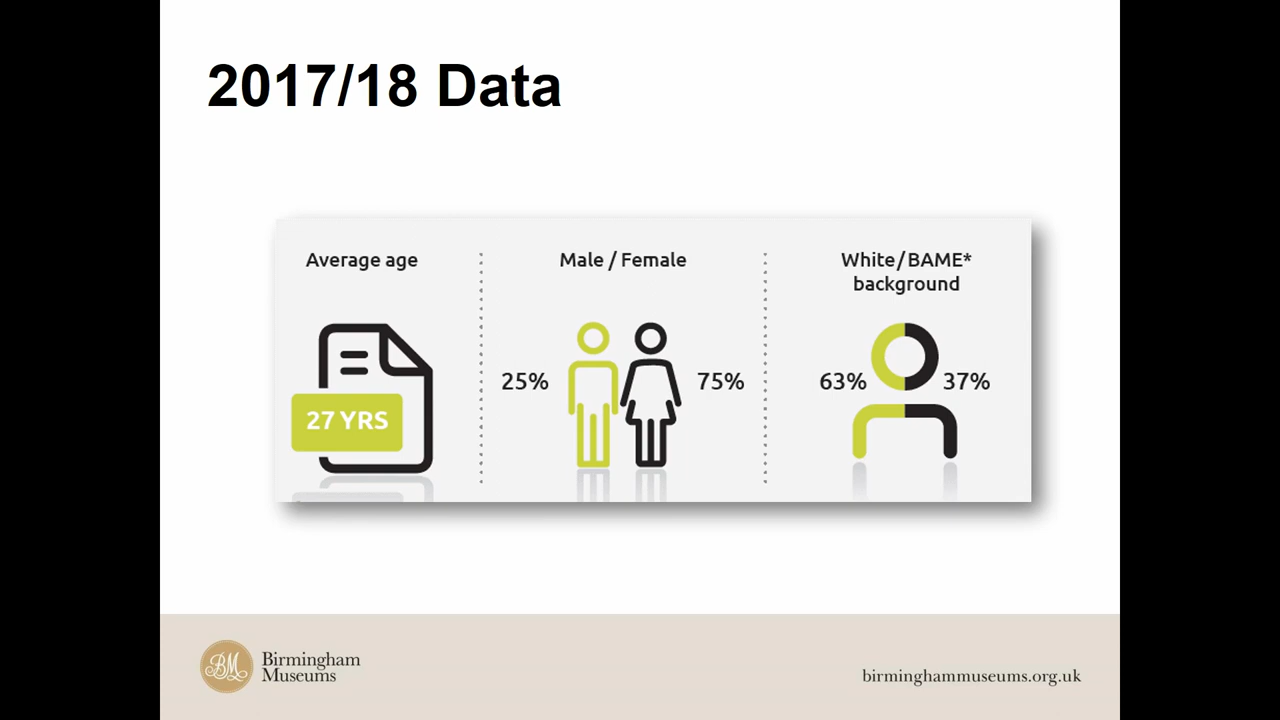 2017/18 Data
Average age
27 YRS
Male / Female
25%
75%
White/BAME*
background
63%
37%
BM
Birmingham
Museums
birminghammuseums.org.uk